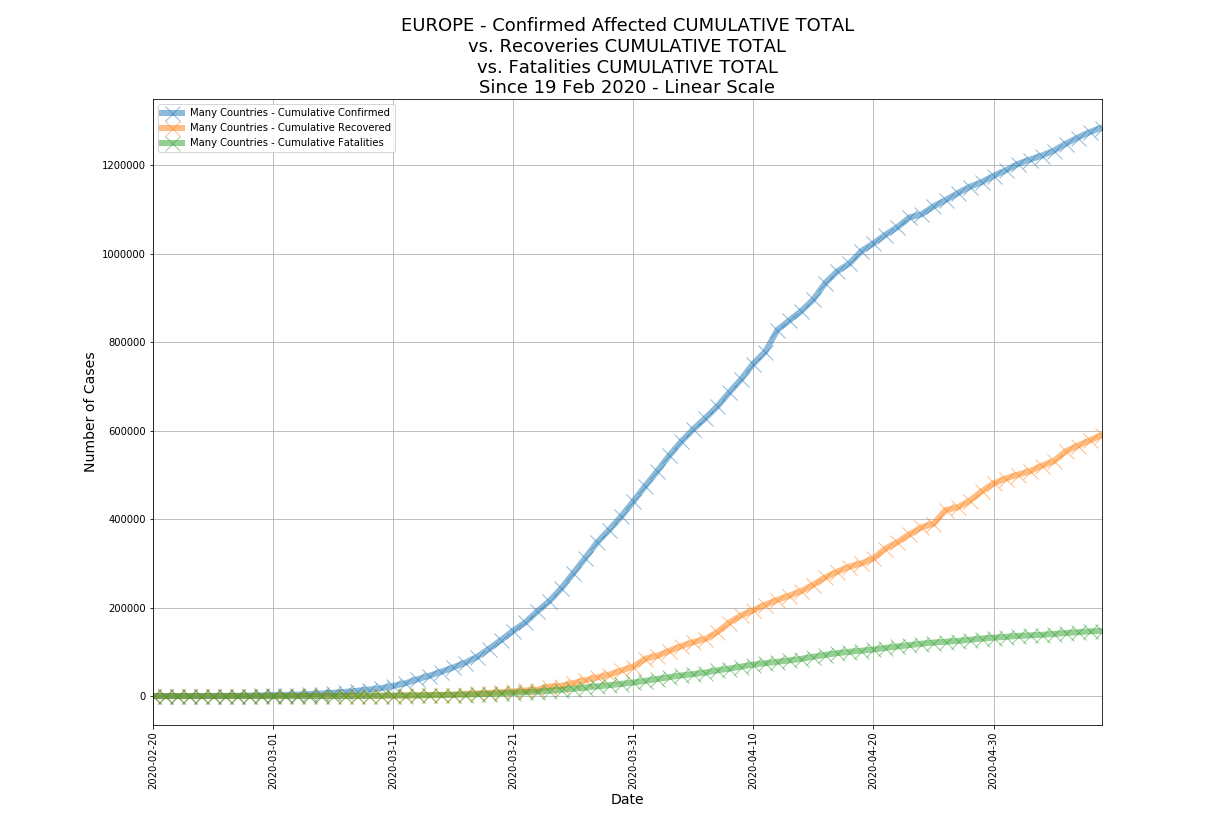 EUROPE - Confirmed Affected CUMULATIVE TOTAL
vs. Recoveries CUMULATIVE TOTAL
vs. Fatalities CUMULATIVE TOTAL
Since 19 Feb 2020 - Linear Scale
Many Countries - Cumulative Confirmed
Many Countries - Cumulative Recovered
Many Countries - Cumulative Fatalities
Number of Cases
1200000
1000000
800000
600000
400000
200000
0
2020-02-20
2020-03-01
2020-03-11
2020-03-21
2020-03-31
2020-04-10
2020-04-20
2020-04-30
Date